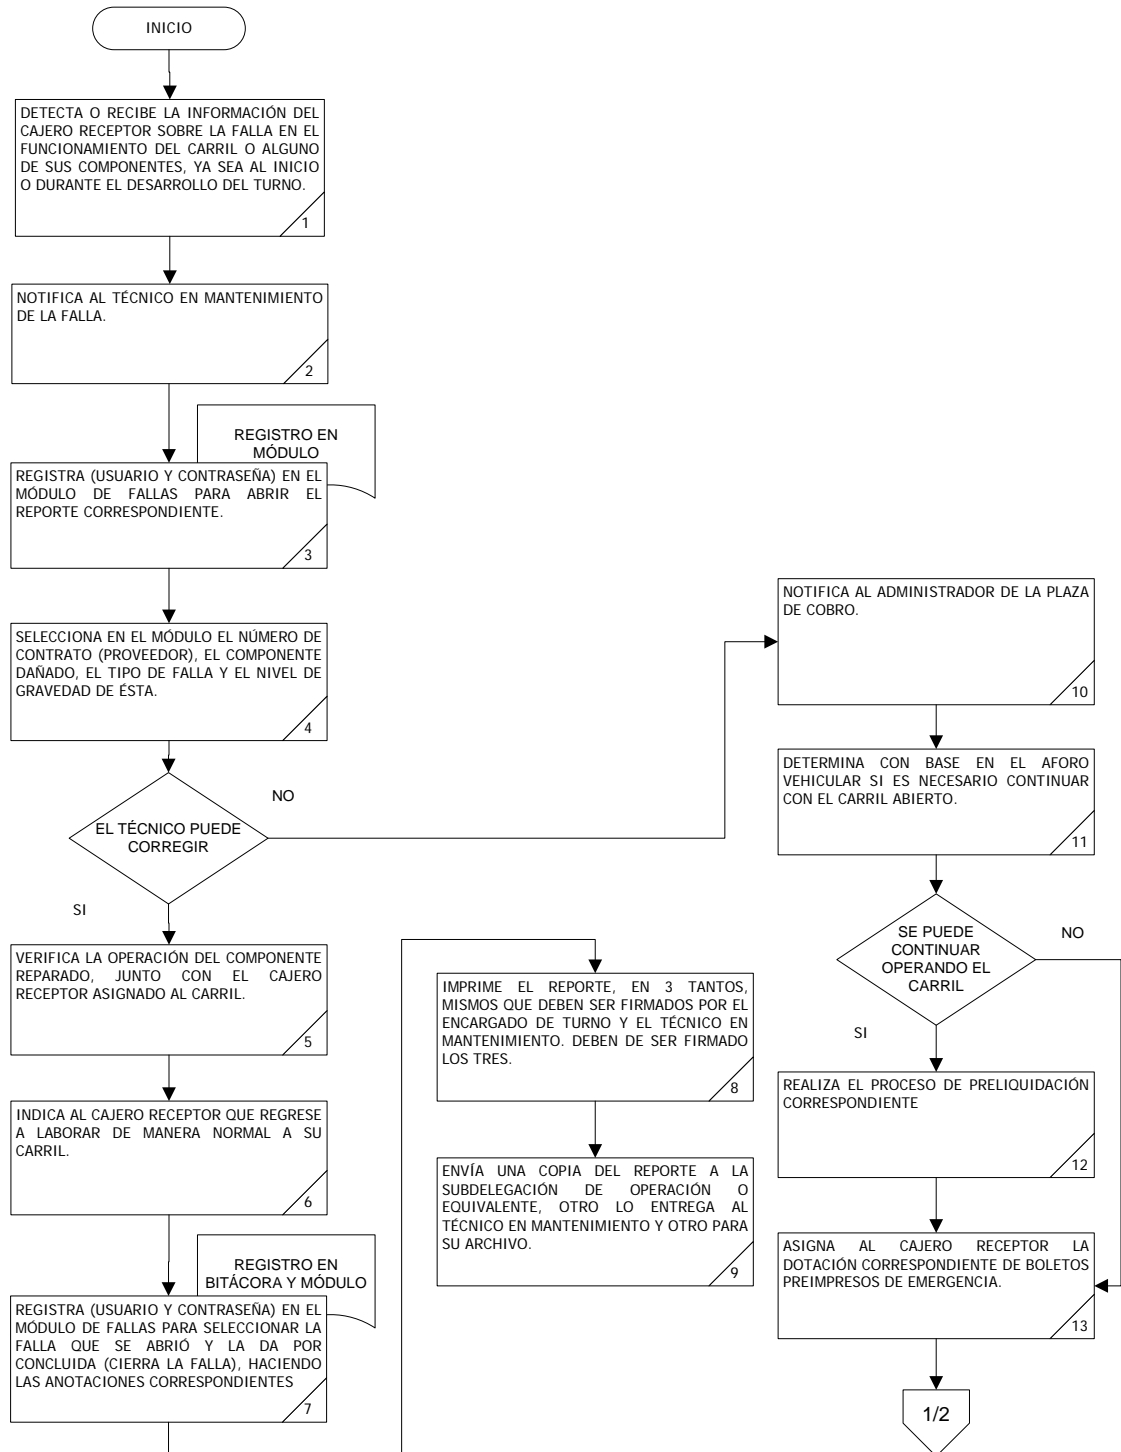 INICIO
DETECTA O RECIBE LA INFORMACIÓN DEL
CAJERO RECEPTOR SOBRE LA FALLA EN EL
FUNCIONAMIENTO DEL CARRIL O ALGUNO
DE SUS COMPONENTES, YA SEA AL INICIO
O DURANTE EL DESARROLLO DEL TURNO.
1
NOTIFICA AL TÉCNICO EN MANTENIMIENTO
DE LA FALLA.
2
REGISTRO EN
MÓDULO
REGISTRA (USUARIO Y CONTRASEÑA) EN EL
MÓDULO DE FALLAS PARA ABRIR EL
REPORTE CORRESPONDIENTE.
3
SELECCIONA EN EL MÓDULO EL NÚMERO DE
CONTRATO (PROVEEDOR), EL COMPONENTE
DAÑADO, EL TIPO DE FALLA Y EL NIVEL DE
GRAVEDAD DE ÉSTA.
4
EL TÉCNICO PUEDE
CORREGIR
NO
SI
VERIFICA LA OPERACIÓN DEL COMPONENTE
REPARADO, JUNTO CON EL CAJERO
RECEPTOR ASIGNADO AL CARRIL.
5
INDICA AL CAJERO RECEPTOR QUE REGRESE
A LABORAR DE MANERA NORMAL A SU
CARRIL.
6
REGISTRO EN
BITÁCORA Y MÓDULO
REGISTRA (USUARIO Y CONTRASEÑA) EN EL
MÓDULO DE FALLAS PARA SELECCIONAR LA
FALLA QUE SE ABRIÓ Y LA DA POR
CONCLUIDA (CIERRA LA FALLA), HACIENDO
LAS ANOTACIONES CORRESPONDIENTES
7
IMPRIME EL REPORTE, EN 3 TANTOS,
MISMOS QUE DEBEN SER FIRMADOS POR EL
ENCARGADO DE TURNO Y EL TÉCNICO EN
MANTENIMIENTO. DEBEN DE SER FIRMADO
LOS TRES.
8
ENVÍA UNA COPIA DEL REPORTE A LA
SUBDELEGACIÓN DE OPERACIÓN O
EQUIVALENTE, OTRO LO ENTREGA AL
TÉCNICO EN MANTENIMIENTO Y OTRO PARA
SU ARCHIVO.
9
NOTIFICA AL ADMINISTRADOR DE LA PLAZA
DE COBRO.
10
DETERMINA CON BASE EN EL AFORO
VEHICULAR SI ES NECESARIO CONTINUAR
CON EL CARRIL ABIERTO.
11
SE PUEDE
CONTINUAR
OPERANDO EL
CARRIL
NO
SI
REALIZA EL PROCESO DE PRELIQUIDACIÓN
CORRESPONDIENTE
12
ASIGNA AL CAJERO RECEPTOR LA
DOTACIÓN CORRESPONDIENTE DE BOLETOS
PREIMPRESOS DE EMERGENCIA.
13
1/2